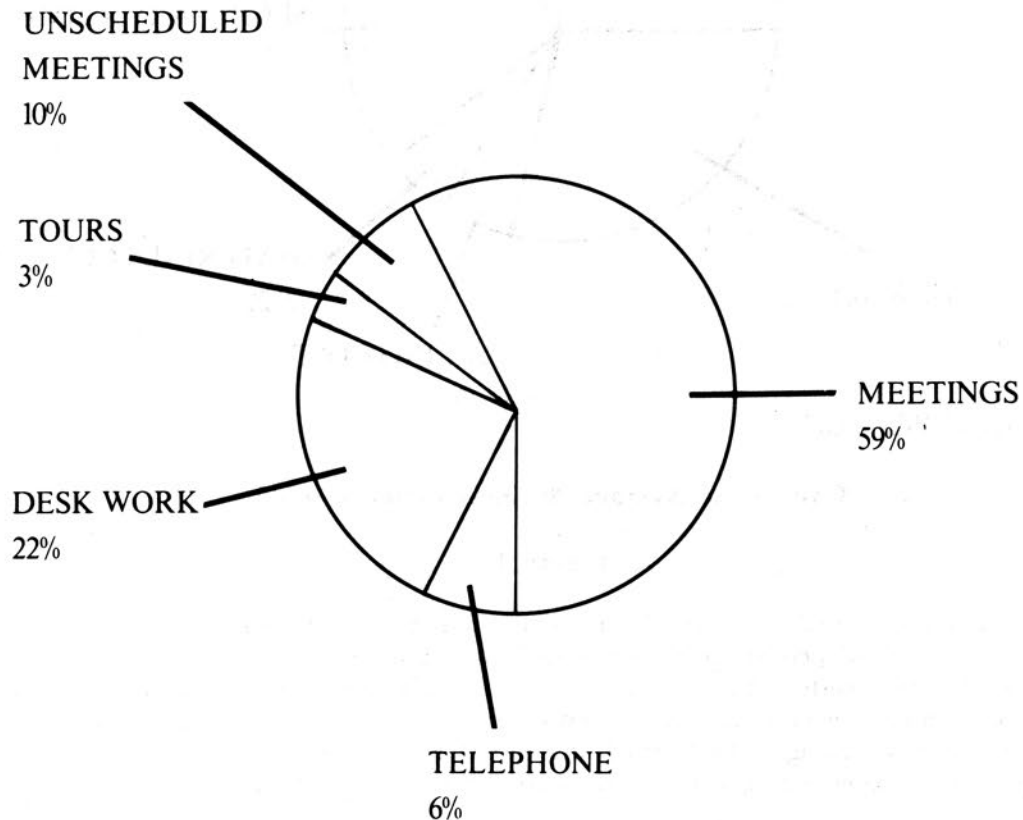 UNSCHEDULED
MEETINGS
10%
TOURS
3%
MEETINGS
59%
DESK WORK
22%
TELEPHONE
6%